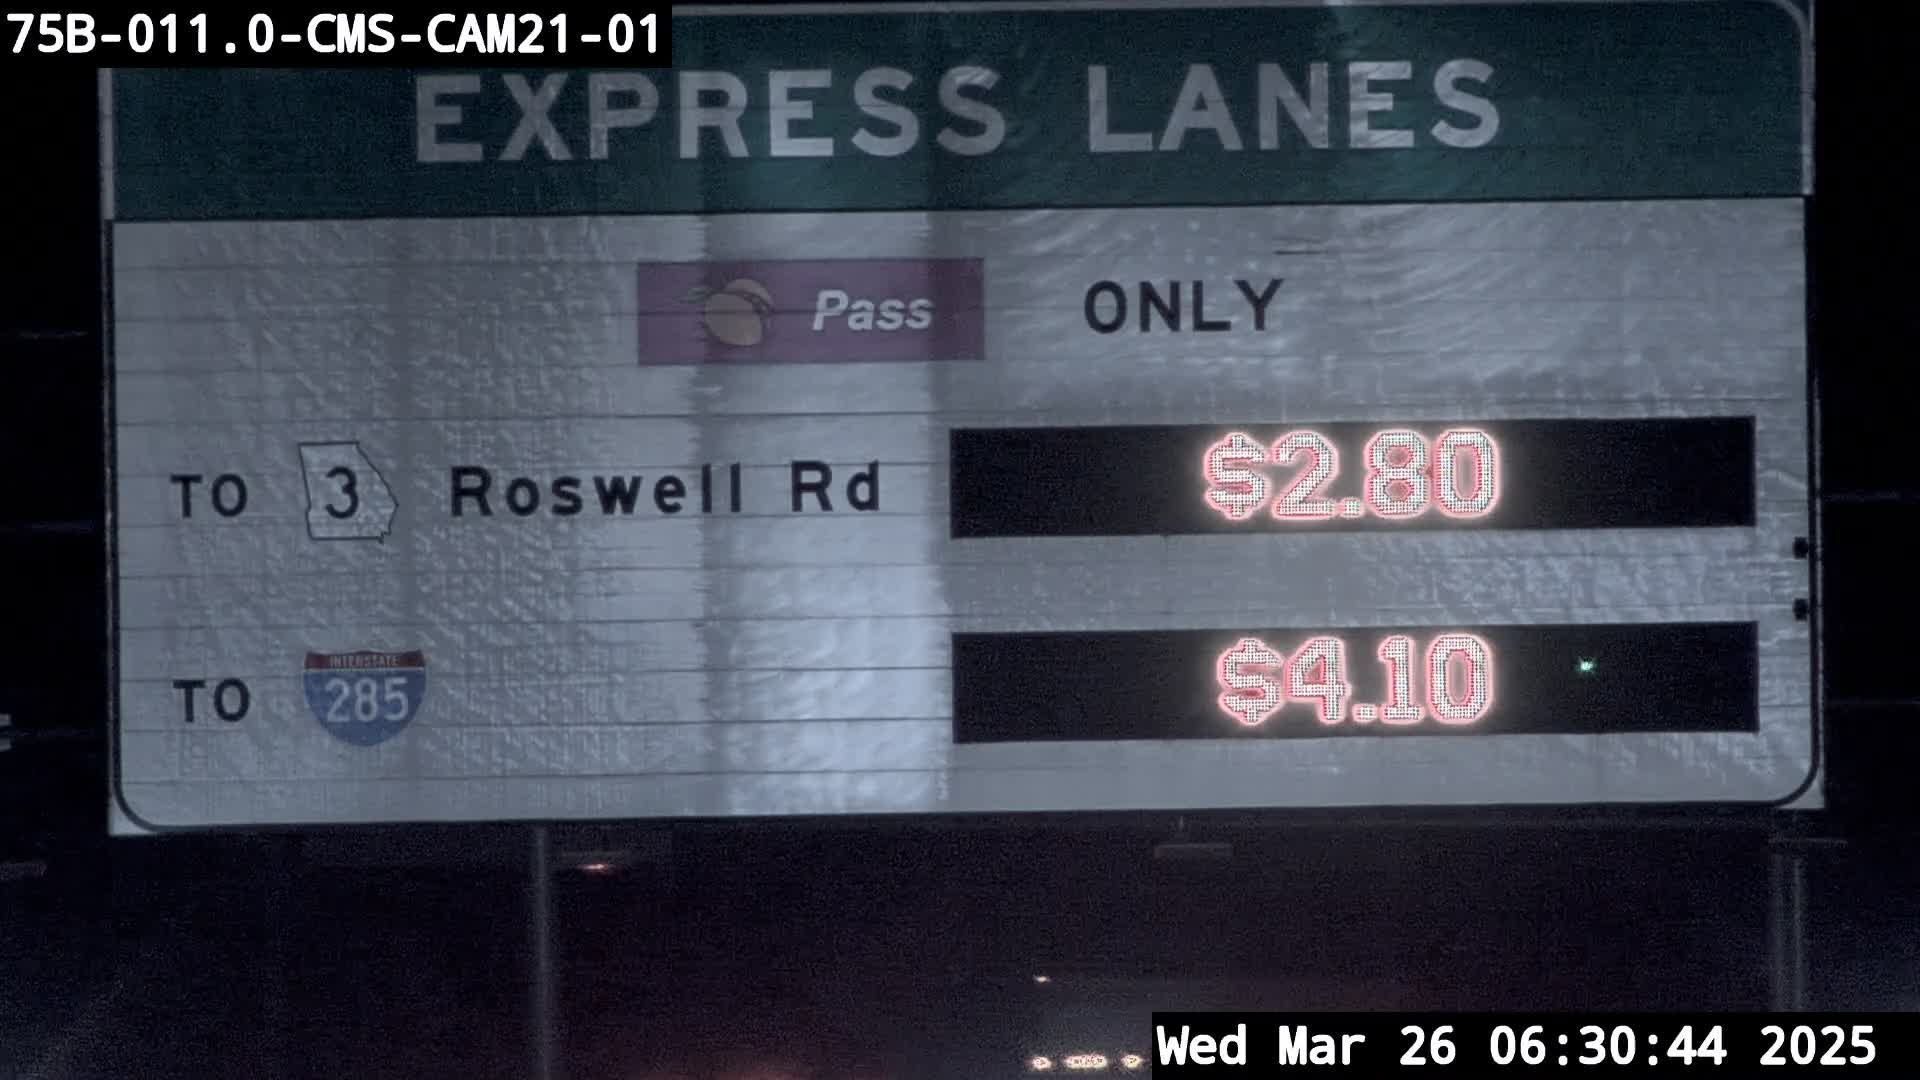 75B-011.0-CMS-CAM21-01
EXPRESS LANES
Pass ONLY
TO 3 Roswell Rd $2.80
TO INTERSTATE 285 $4.10
Wed Mar 26 06:30:44 2025